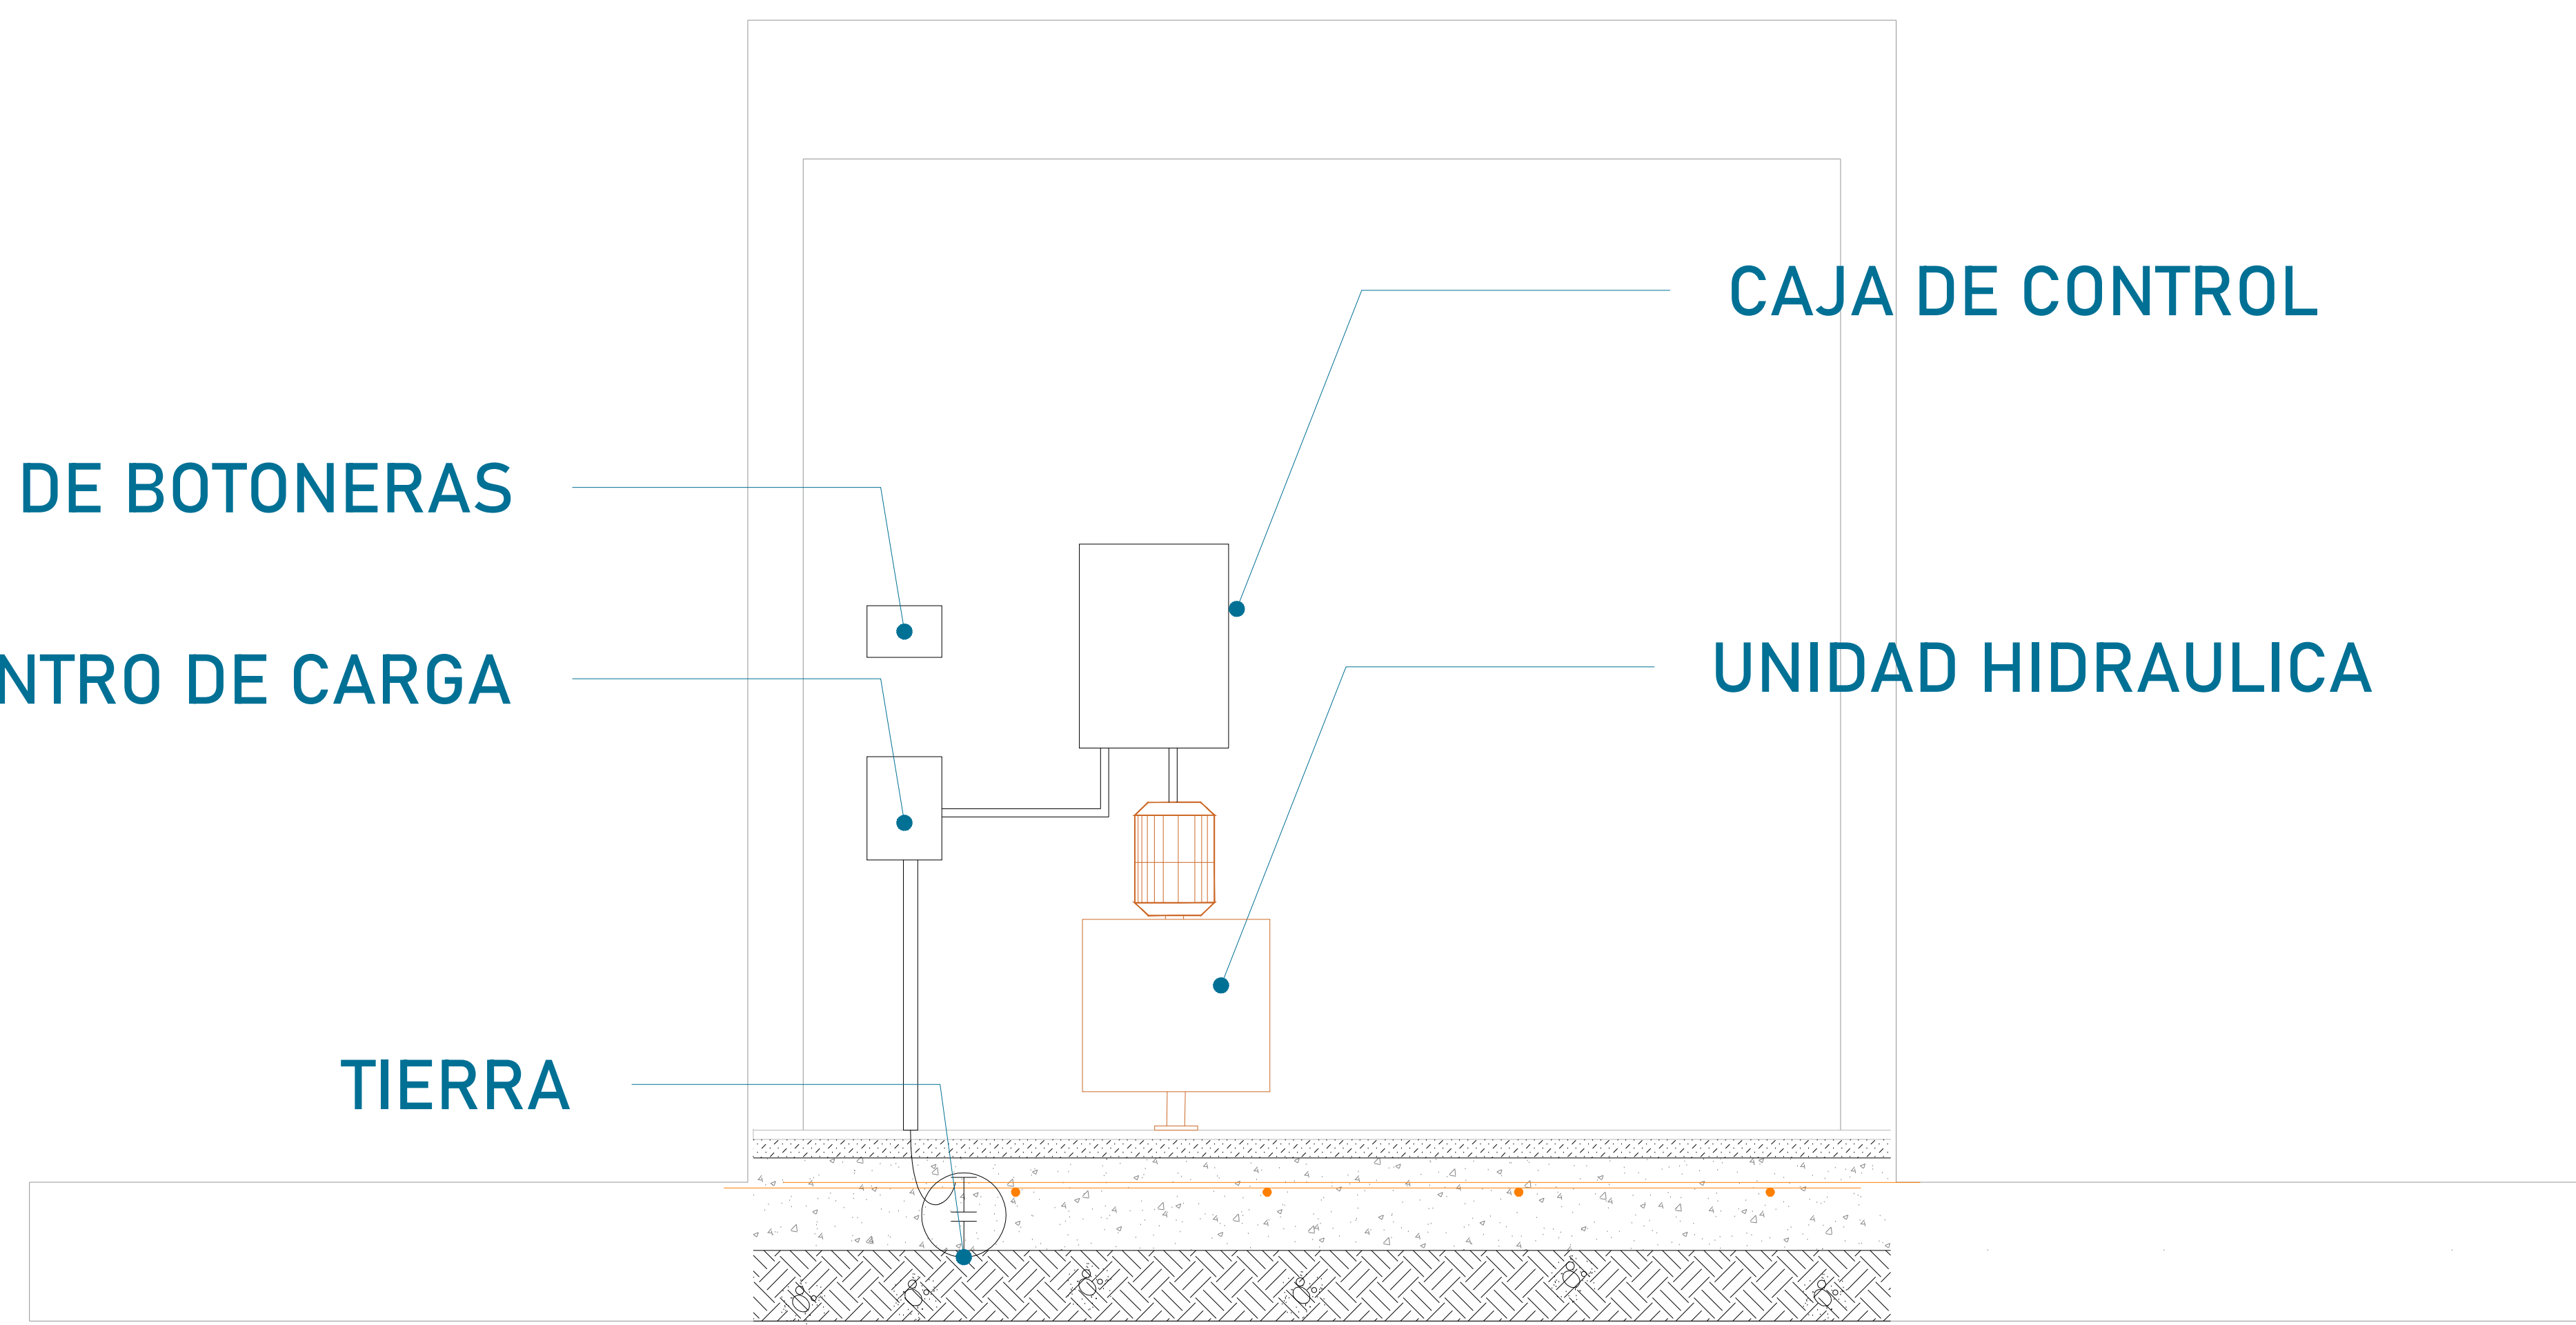 CAJA DE CONTROL
DE BOTONERAS
UNIDAD HIDRAULICA
NTRO DE CARGA
TIERRA